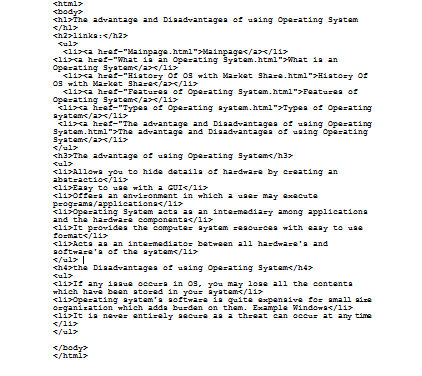 <html>
<body>
<h1>The advantage and Disadvantages of using Operating System
</h1>
<h2>links:</h2>
<ul>
<li><a href="Mainpage.html">Mainpage</a></li>
<li><a href="What is an Operating System.html">What is an
Operating System</a></li>
<li><a href="History Of OS with Market Share.html">History Of
OS with Market Share</a></li>
<li><a href="Features of Operating System.html">Features of
Operating System</a></li>
<li><a href="Types of Operating system.html">Types of Operating
system</a></li>
<li><a href="The advantage and Disadvantages of using Operating
System.html">The advantage and Disadvantages of using Operating
System</a></li>
</ul>
<h3>The advantage of using Operating System</h3>
<ul>
<li>Allows you to hide details of hardware by creating an
abstractio</li>
<li>Easy to use with a GUI</li>
<li>Offers an environment in which a user may execute
programs/applications</li>
<li>Operating System acts as an intermediary among applications
and the hardware components</li>
<li>It provides the computer system resources with easy to use
format</li>
<li>Acts as an intermediator between all hardware's and
software's of the system</li>
</ul>
<h4>the Disadvantages of using Operating System</h4>
<ul>
<li>If any issue occurs in OS, you may lose all the contents
which have been stored in your system</li>
<li>Operating system's software is quite expensive for small size
organization which adds burden on them. Example Windows</li>
<li>It is never entirely secure as a threat can occur at any time
</li>
</ul>
</body>
</html>